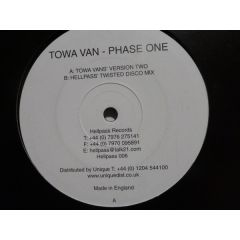 TOWA VAN - PHASE ONE
A: TOWA VANS' VERSION TWO
B: HELLPASS' TWISTED DISCO MIX
Hellpass Records
T: +44 (0) 7976 275141
F: +44 (0) 7970 095891
E: hellpass@talk21.com
Hellpass 006
Distributed by Unique T: +44 (0) 1204 544100
www.uniquedist.co.uk
Made in England
A